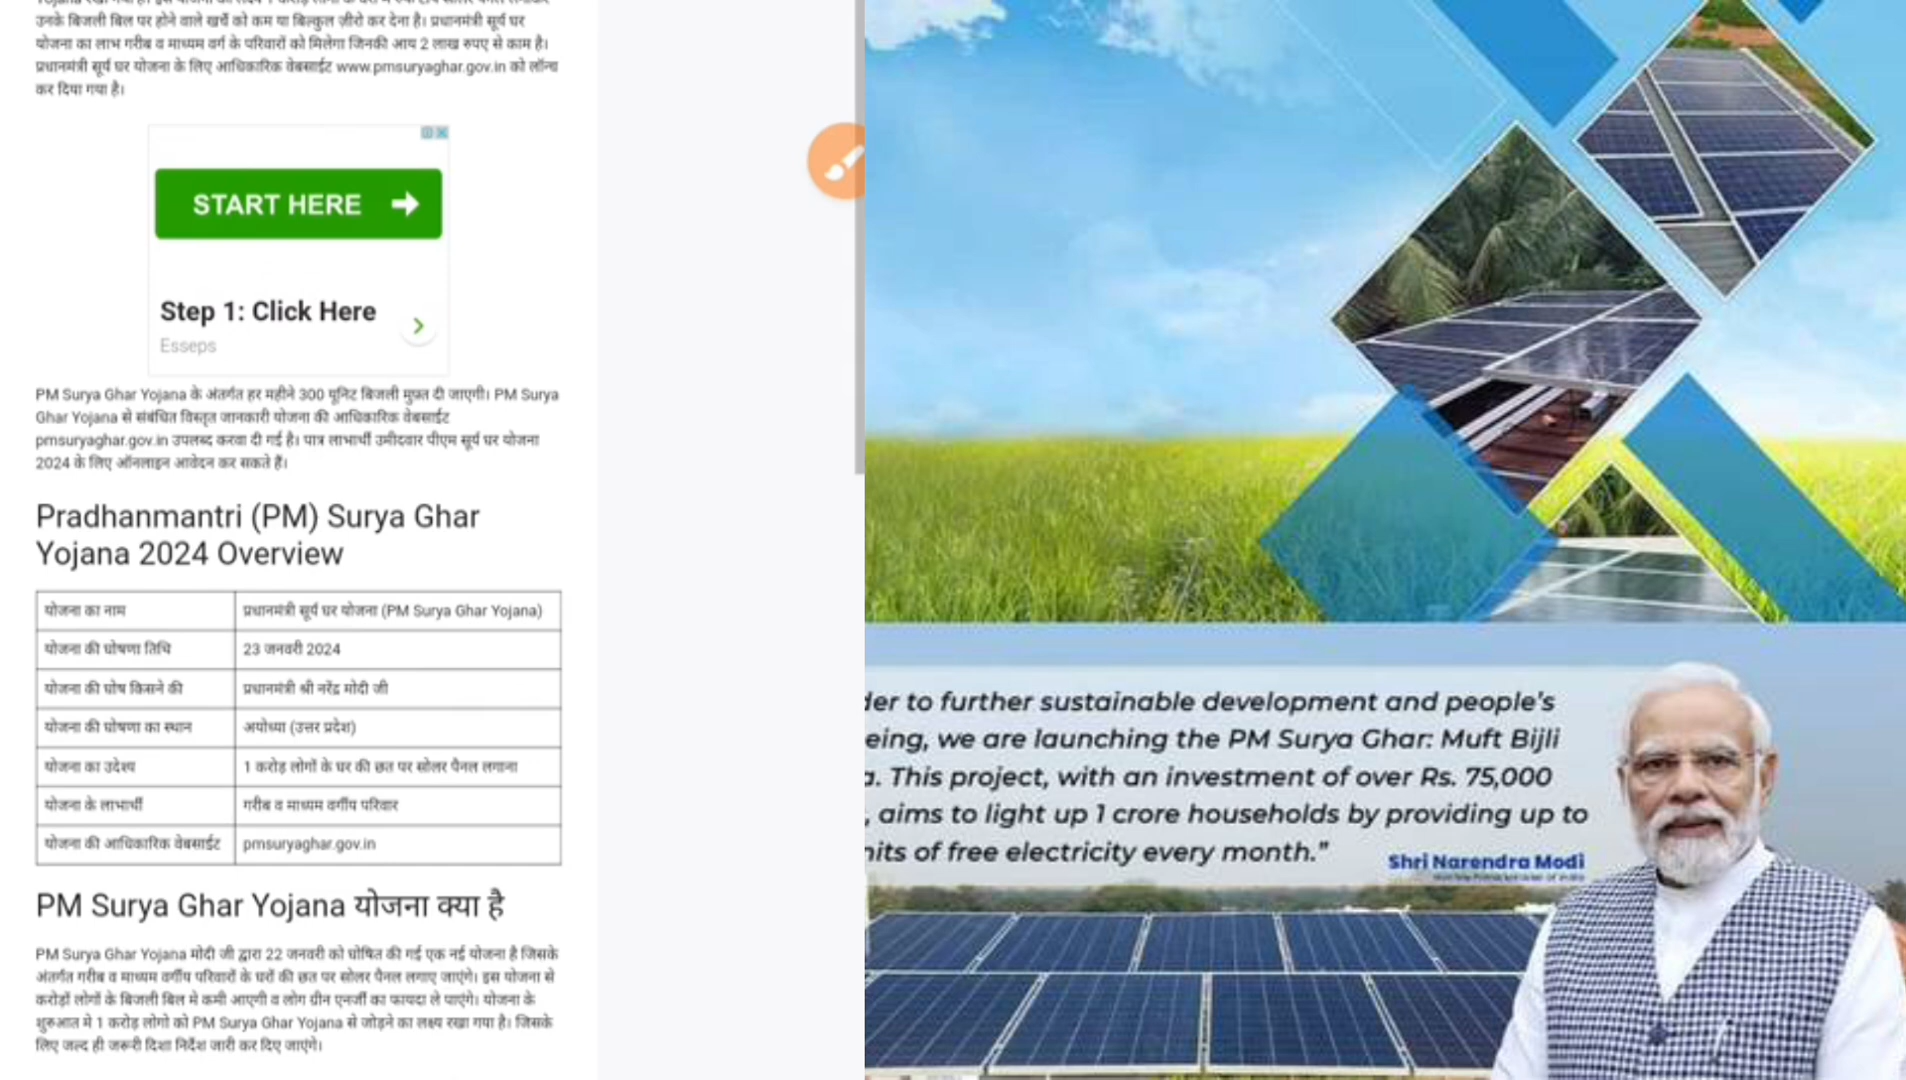 उनके बिजली बिल पर होने वाले खर्चे को कम या बिल्कुल ज़ीरो कर देना है। प्रधानमंत्री सूर्य घर
योजना का लाभ गरीब व माध्यम वर्ग के परिवारों को मिलेगा जिनकी आय 2 लाख रुपए से काम है।
प्रधानमंत्री सूर्य घर योजना के लिए आधिकारिक वेबसाईट www.pmsuryaghar.gov.in को लॉन्च
कर दिया गया है।
START HERE
Step 1: Click Here
Esseps
PM Surya Ghar Yojana के अंतर्गत हर महीने 300 यूनिट बिजली मुफ़्त दी जाएगी। PM Surya
Ghar Yojana से संबंधित विस्तृत जानकारी योजना की आधिकारिक वेबसाईट
pmsuryaghar.gov.in उपलब्द करवा दी गई है। पात्र लाभार्थी उमीदवार पीएम सूर्य घर योजना
2024 के लिए ऑनलाइन आवेदन कर सकते हैं।
Pradhanmantri (PM) Surya Ghar
Yojana 2024 Overview
योजना का नाम प्रधानमंत्री सूर्य घर योजना (PM Surya Ghar Yojana)
योजना की घोषणा तिथि 23 जनवरी 2024
योजना की घोष किसने की प्रधानमंत्री श्री नरेंद्र मोदी जी
योजना की घोषणा का स्थान अयोध्या (उत्तर प्रदेश)
योजना का उदेश्य 1 करोड़ लोगों के घर की छत पर सोलर पैनल लगाना
योजना के लाभार्थी गरीब व माध्यम वर्गीय परिवार
योजना की आधिकारिक वेबसाईट pmsuryaghar.gov.in
PM Surya Ghar Yojana योजना क्या है
PM Surya Ghar Yojana मोदी जी द्वारा 22 जनवरी को घोषित की गई एक नई योजना है जिसके
अंतर्गत गरीब व माध्यम वर्गीय परिवारों के घरों की छत पर सोलर पैनल लगाए जाएंगे। इस योजना से
करोड़ों लोगों के बिजली बिल मे कमी आएगी व लोग ग्रीन एनर्जी का फायदा ले पाएंगे। योजना के
शुरुआत मे 1 करोड़ लोगो को PM Surya Ghar Yojana से जोड़ने का लक्ष्य रखा गया है। जिसके
लिए जल्द ही जरूरी दिशा निर्देश जारी कर दिए जाएंगे।
der to further sustainable development and people's
eing, we are launching the PM Surya Ghar: Muft Bijli
a. This project, with an investment of over Rs. 75,000
, aims to light up 1 crore households by providing up to
nits of free electricity every month."
Shri Narendra Modi